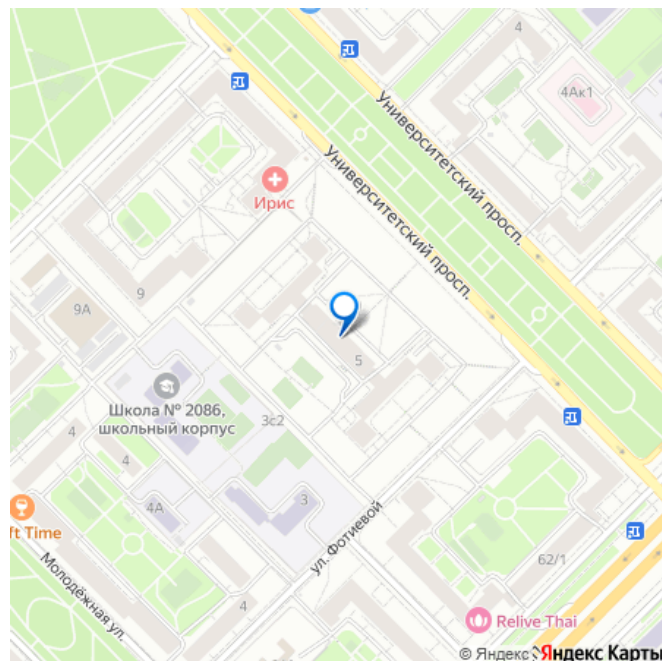 4
4Ак1
Университетский просп.
Университетский просп.
Ирис
9
9А
5
Школа № 2086,
школьный корпус
3с2
4
4
4А
3
ул. Фотиевой
ft Time
62/1
Молодёжная ул.
4
Relive Thai
© Яндекс Яндекс Карты